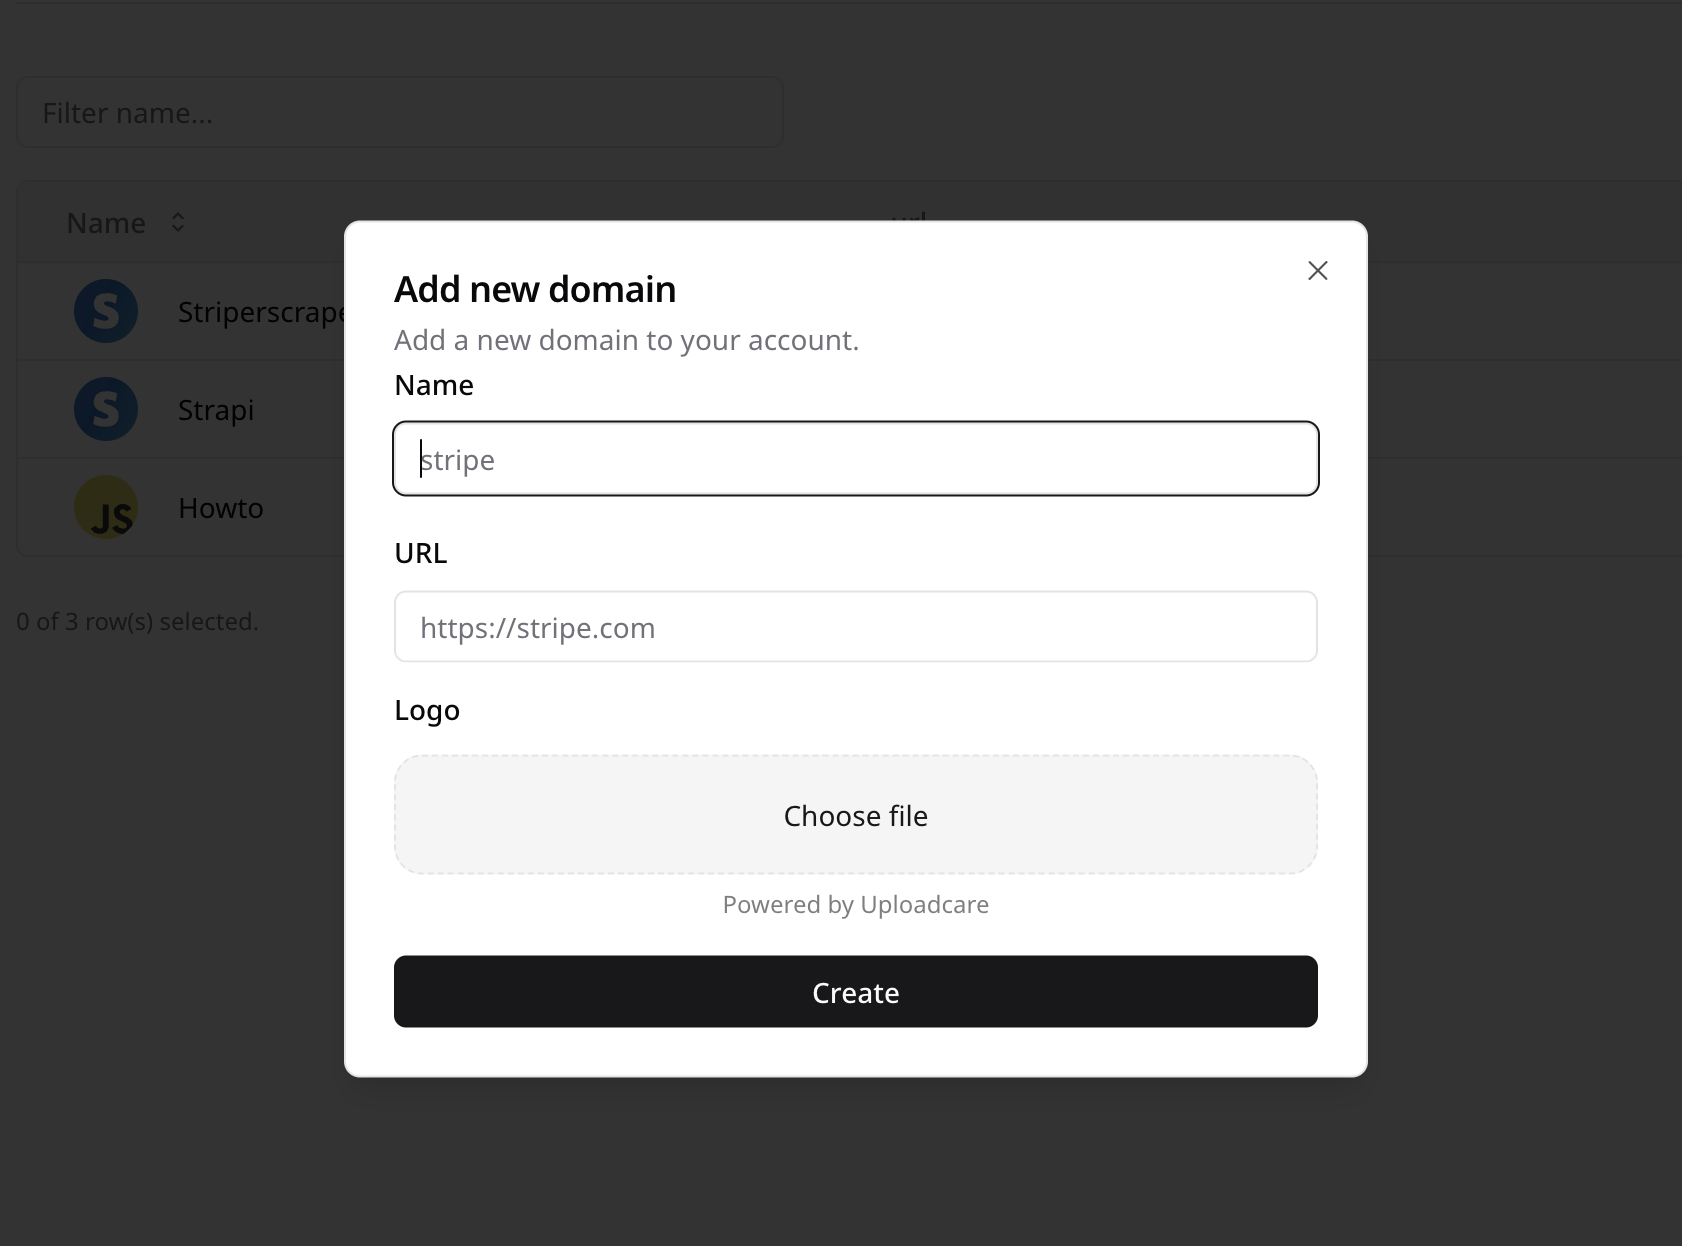 Filter name...
Name
Add new domain
Add a new domain to your account.
Name
stripe
URL
https://stripe.com
Logo
Choose file
Powered by Uploadcare
Create
S
S Strapi
JS Howto
0 of 3 row(s) selected.